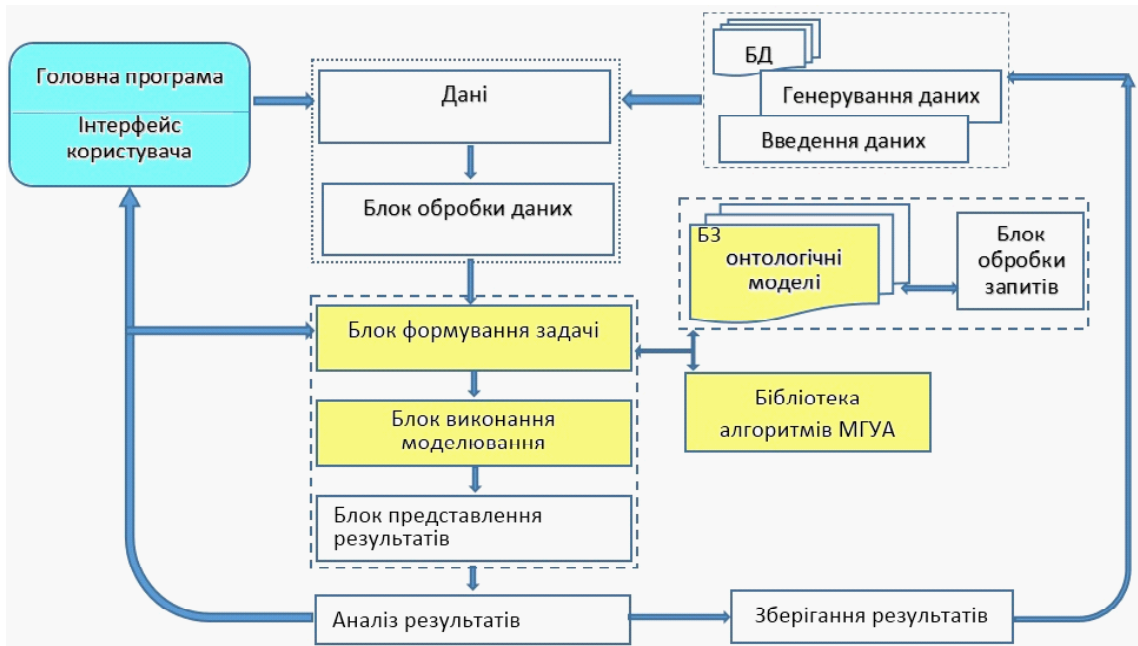 Головна програма
Інтерфейс
користувача
Дані
Блок обробки даних
БД
Генерування даних
Введення даних
БЗ
онтологічні
моделі
Блок
обробки
запитів
Блок формування задачі
Блок виконання
моделювання
Блок представлення
результатів
Бібліотека
алгоритмів МГУА
Аналіз результатів
Зберігання результатів